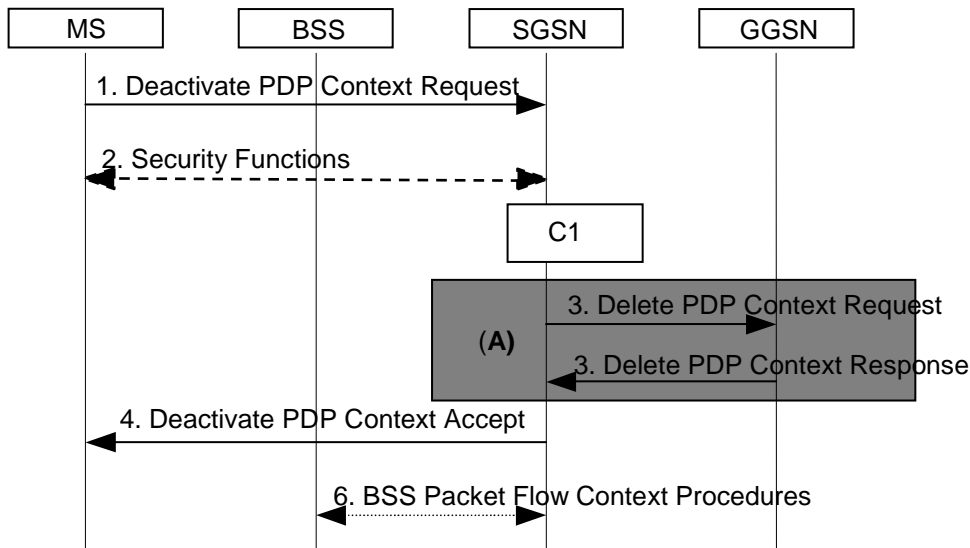 MS BSS SGSN GGSN
1. Deactivate PDP Context Request
2. Security Functions
C1
3. Delete PDP Context Request
(A)
3. Delete PDP Context Response
4. Deactivate PDP Context Accept
6. BSS Packet Flow Context Procedures